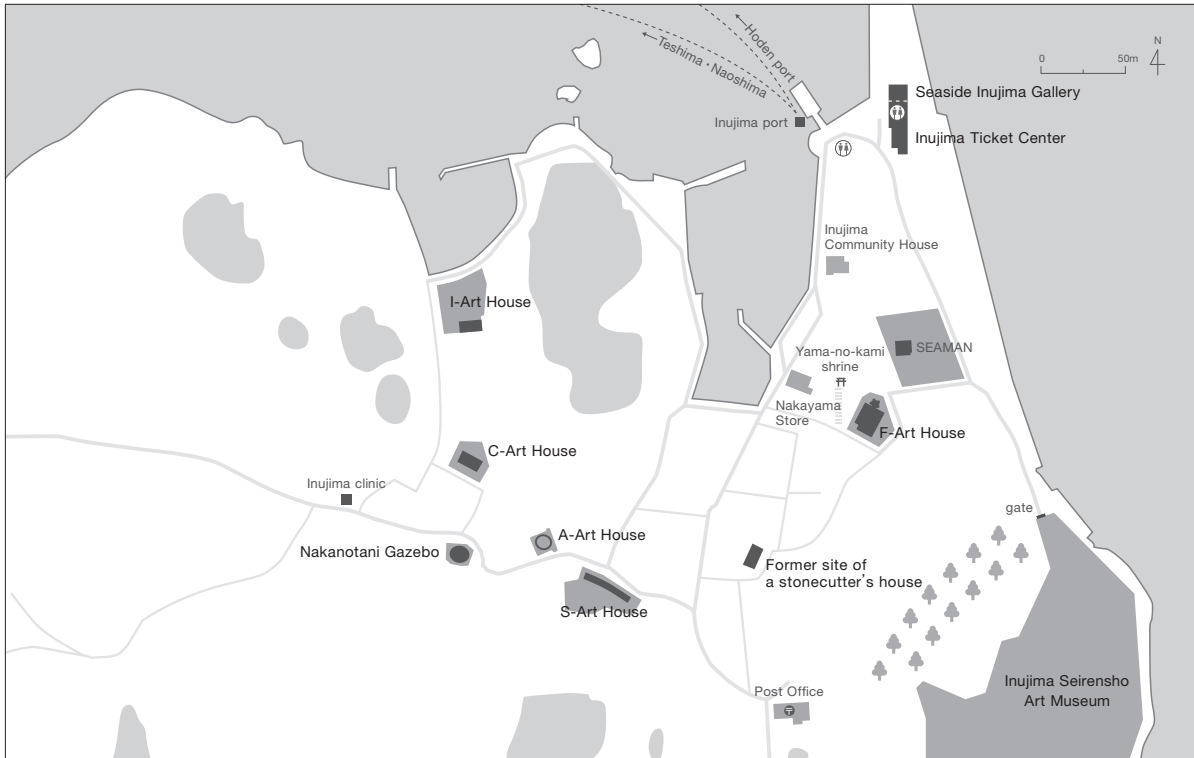 Hoden port
Teshima・Naoshima
Inujima port
N
0 50m
Seaside Inujima Gallery
Inujima Ticket Center
Inujima
Community House
I-Art House
SEAMAN
Yama-no-kami
shrine
Nakayama
Store
F-Art House
C-Art House
Inujima clinic
gate
Nakanotani Gazebo
A-Art House
Former site of
a stonecutter's house
S-Art House
Post Office
〒
Inujima Seirensho
Art Museum